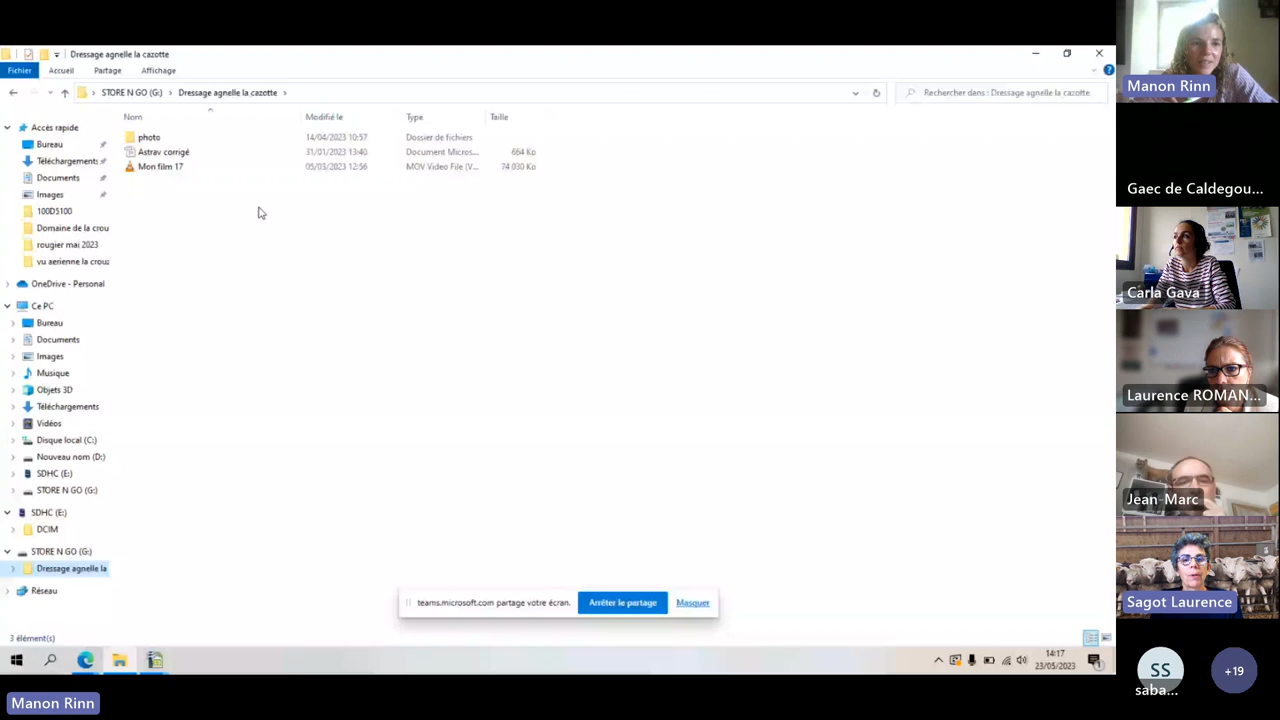 Dressage agnelle la cazotte
Fichier Accueil Partage Affichage
STORE N GO (G:) > Dressage agnelle la cazotte >
Rechercher dans : Dressage agnelle la cazotte
Nom Modifié le Type Taille
photo 14/04/2023 10:57 Dossier de fichiers
Astrav corrigé 31/01/2023 13:40 Document Micros... 664 Ko
Mon film 17 05/03/2023 12:56 MOV Video File (V... 74 030 Ko
Accès rapide
Bureau
Téléchargements
Documents
Images
100D5100
Domaine de la crou
rougier mai 2023
vu aerienne la crouz
OneDrive - Personal
Ce PC
Bureau
Documents
Images
Musique
Objets 3D
Téléchargements
Vidéos
Disque local (C:)
Nouveau nom (D:)
SDHC (E:)
STORE N GO (G:)
SDHC (E:)
DCIM
STORE N GO (G:)
Dressage agnelle la
Réseau
3 élément(s)
teams.microsoft.com partage votre écran. Arrêter le partage Masquer
14:17
23/05/2023
Manon Rinn
Manon Rinn
Gaec de Caldegou...
Carla Gava
Laurence ROMAN...
Jean-Marc
Sagot Laurence
SS
saba...
+19